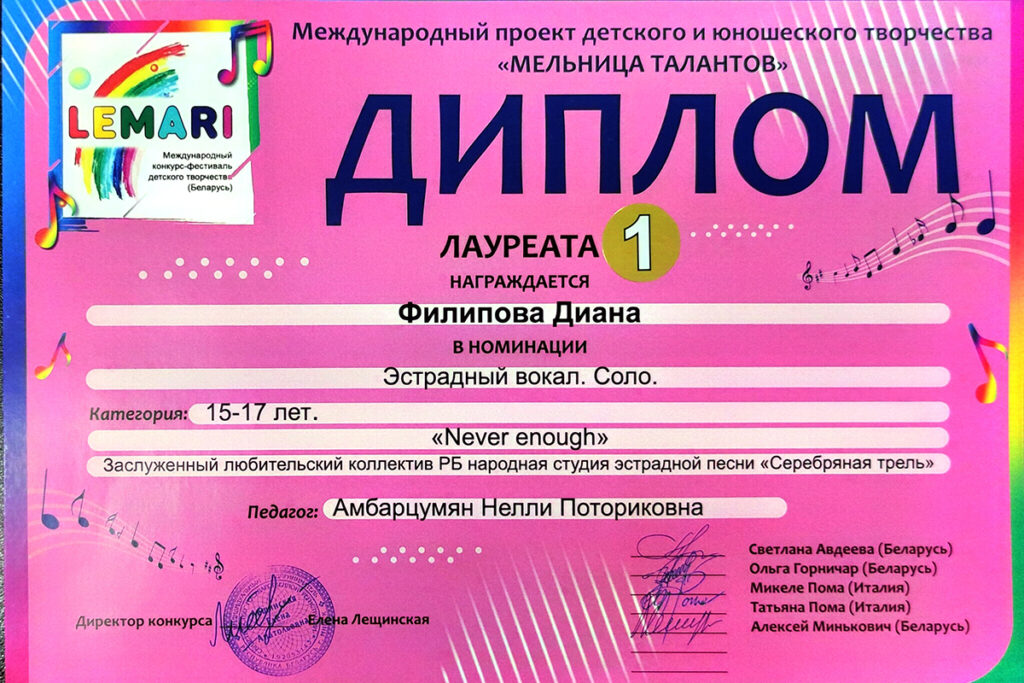 Международный проект детского и юношеского творчества
«МЕЛЬНИЦА ТАЛАНТОВ»
LEMARI
Международный
конкурс-фестиваль
детского творчества
(Беларусь)
ДИПЛОМ
ЛАУРЕАТА 1
НАГРАЖДАЕТСЯ
Филипова Диана
В НОМИНАЦИИ
Эстрадный вокал. Соло.
Категория: 15-17 лет.
«Never enough»
Заслуженный любительский коллектив РБ народная студия эстрадной песни «Серебряная трель»
Педагог: Амбарцумян Нелли Поториковна
Светлана Авдеева (Беларусь)
Ольга Горничар (Беларусь)
Микеле Пома (Италия)
Татьяна Пома (Италия)
Алексей Минькович (Беларусь)
Директор конкурса Елена Лещинская